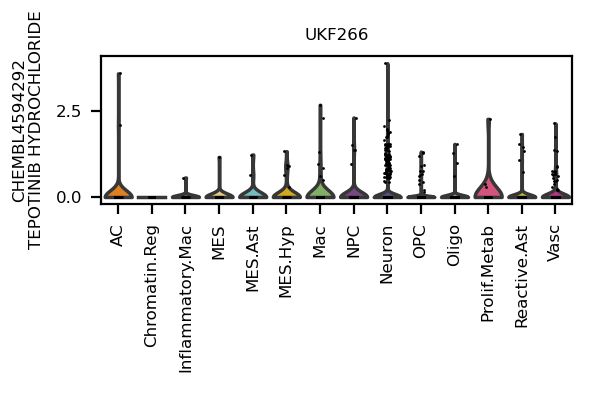 UKF266
CHEMBL4594292
TEPOTINIB HYDROCHLORIDE
2.5
0.0
AC
Chromatin.Reg
Inflammatory.Mac
MES
MES.Ast
MES.Hyp
Mac
NPC
Neuron
OPC
Oligo
Prolif.Metab
Reactive.Ast
Vasc